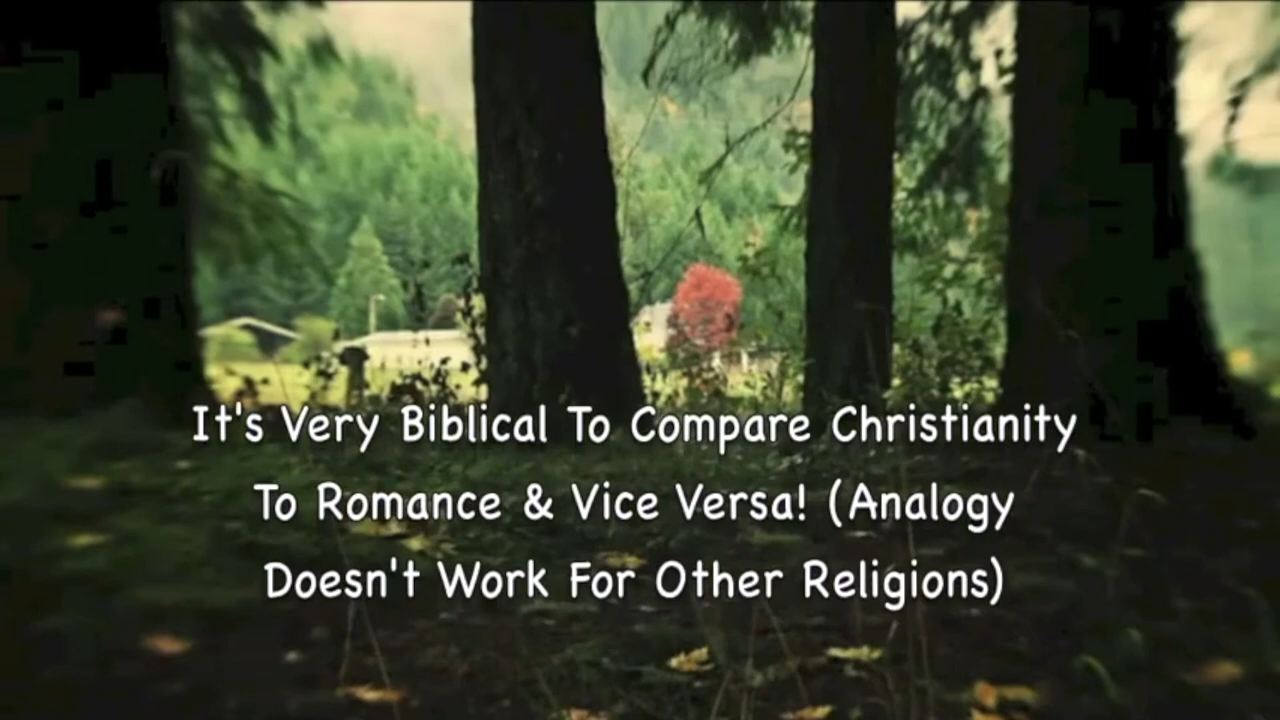 It's Very Biblical To Compare Christianity
To Romance & Vice Versa! (Analogy
Doesn't Work For Other Religions)